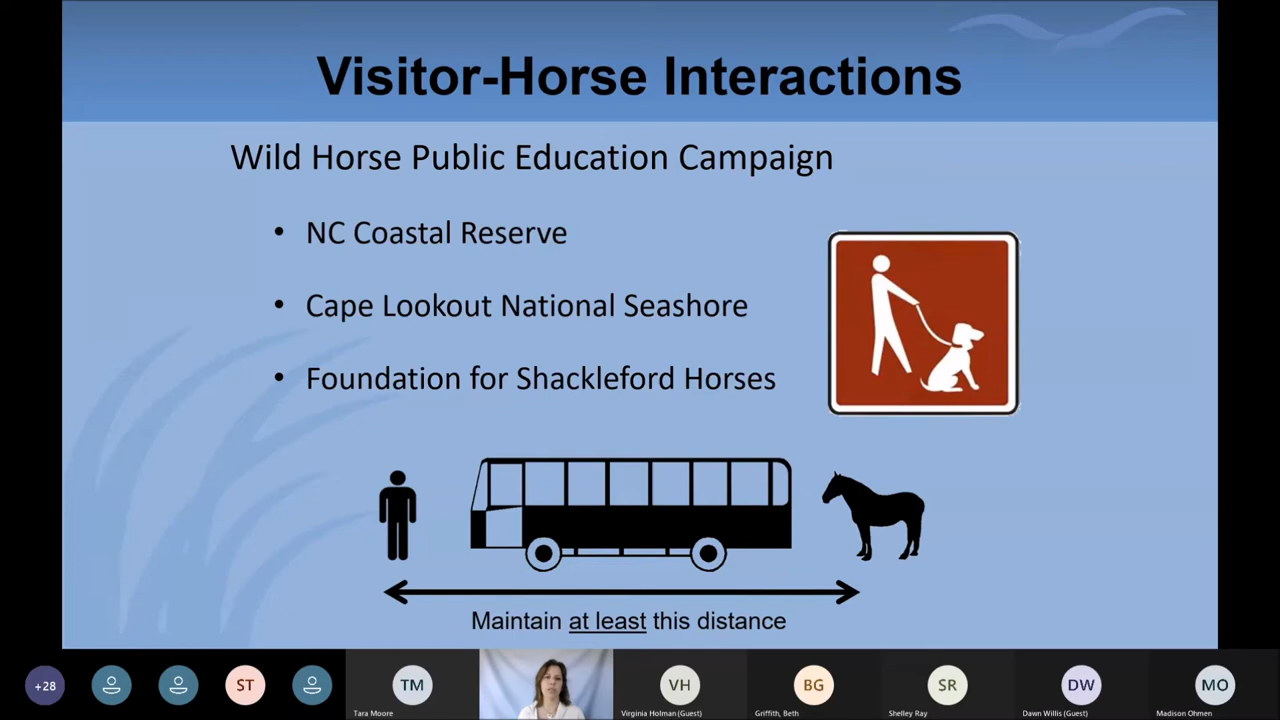 Visitor-Horse Interactions
Wild Horse Public Education Campaign
• NC Coastal Reserve
• Cape Lookout National Seashore
• Foundation for Shackleford Horses
Maintain at least this distance
+28
ST
TM
VH
BG
SR
DW
MO
Tara Moore
Virginia Holman (Guest)
Griffith, Beth
Shelley Ray
Dawn Willis (Guest)
Madison Ohmen